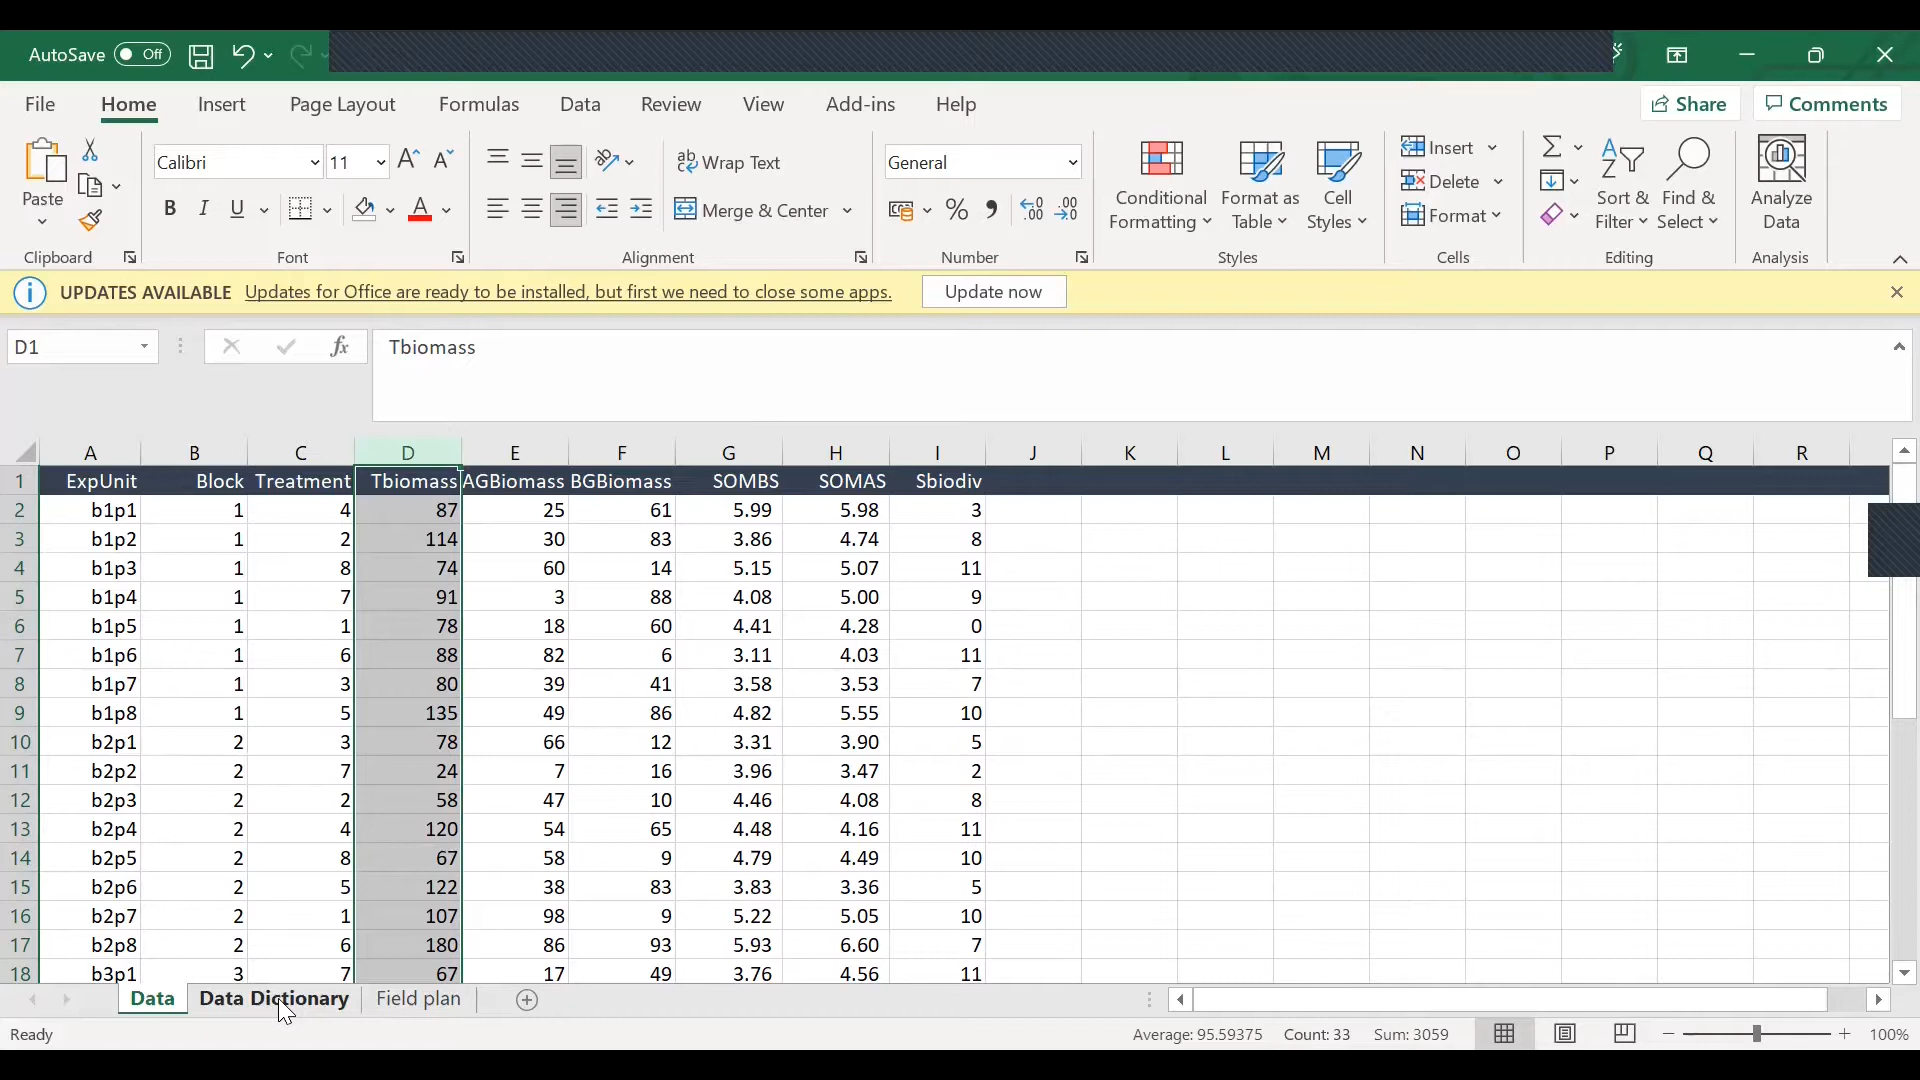 AutoSave Off
File Home Insert Page Layout Formulas Data Review View Add-ins Help Share Comments
Paste Calibri 11 B I U Wrap Text Merge & Center General % Conditional Formatting Format as Table Cell Styles Insert Delete Format Sort & Filter Find & Select Analyze Data
Clipboard Font Alignment Number Styles Cells Editing Analysis
UPDATES AVAILABLE Updates for Office are ready to be installed, but first we need to close some apps. Update now
D1 fx Tbiomass
A B C D E F G H I J K L M N O P Q R
1 ExpUnit Block Treatment Tbiomass AGBiomass BGBiomass SOMBS SOMAS Sbiodiv
2 b1p1 1 4 87 25 61 5.99 5.98 3
3 b1p2 1 2 114 30 83 3.86 4.74 8
4 b1p3 1 8 74 60 14 5.15 5.07 11
5 b1p4 1 7 91 3 88 4.08 5.00 9
6 b1p5 1 1 78 18 60 4.41 4.28 0
7 b1p6 1 6 88 82 6 3.11 4.03 11
8 b1p7 1 3 80 39 41 3.58 3.53 7
9 b1p8 1 5 135 49 86 4.82 5.55 10
10 b2p1 2 3 78 66 12 3.31 3.90 5
11 b2p2 2 7 24 7 16 3.96 3.47 2
12 b2p3 2 2 58 47 10 4.46 4.08 8
13 b2p4 2 4 120 54 65 4.48 4.16 11
14 b2p5 2 8 67 58 9 4.79 4.49 10
15 b2p6 2 5 122 38 83 3.83 3.36 5
16 b2p7 2 1 107 98 9 5.22 5.05 10
17 b2p8 2 6 180 86 93 5.93 6.60 7
18 b3p1 3 7 67 17 49 3.76 4.56 11
Data Data Dictionary Field plan
Ready Average: 95.59375 Count: 33 Sum: 3059 100%